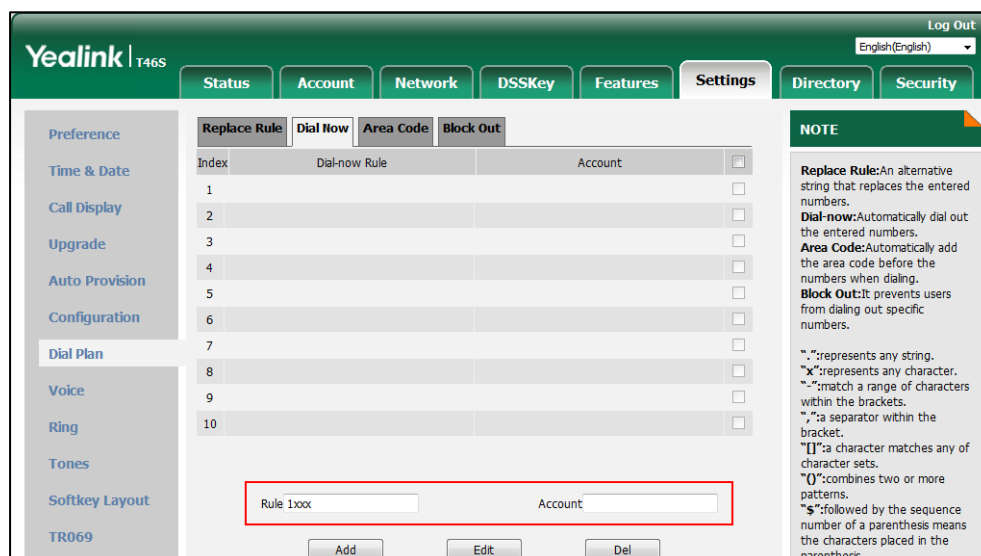 Log Out
Yealink | T46S
English(English)
Status Account Network DSSKey Features Settings Directory Security
Preference
Time & Date
Call Display
Upgrade
Auto Provision
Configuration
Dial Plan
Voice
Ring
Tones
Softkey Layout
TR069
Replace Rule Dial Now Area Code Block Out
Index Dial-now Rule Account
1
2
3
4
5
6
7
8
9
10
Rule 1xxx Account
Add Edit Del
NOTE
Replace Rule:An alternative
string that replaces the entered
numbers.
Dial-now:Automatically dial out
the entered numbers.
Area Code:Automatically add
the area code before the
numbers when dialing.
Block Out:It prevents users
from dialing out specific
numbers.
".":represents any string.
"x":represents any character.
"-":match a range of characters
within the brackets.
",":a separator within the
bracket.
"[]":a character matches any of
character sets.
"()":combines two or more
patterns.
"$":followed by the sequence
number of a parenthesis means
the characters placed in the
parenthesis.